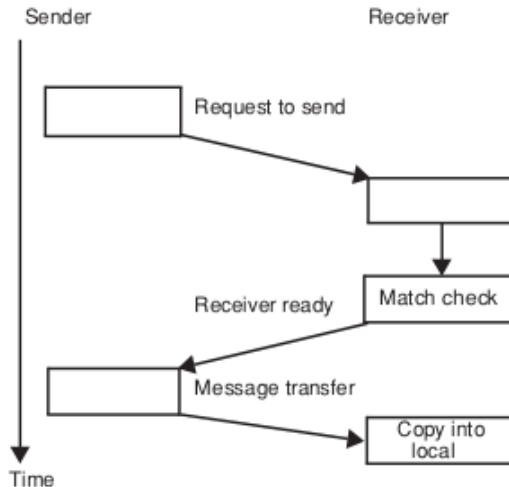 Sender
Receiver
Request to send
Match check
Receiver ready
Message transfer
Copy into
local
Time